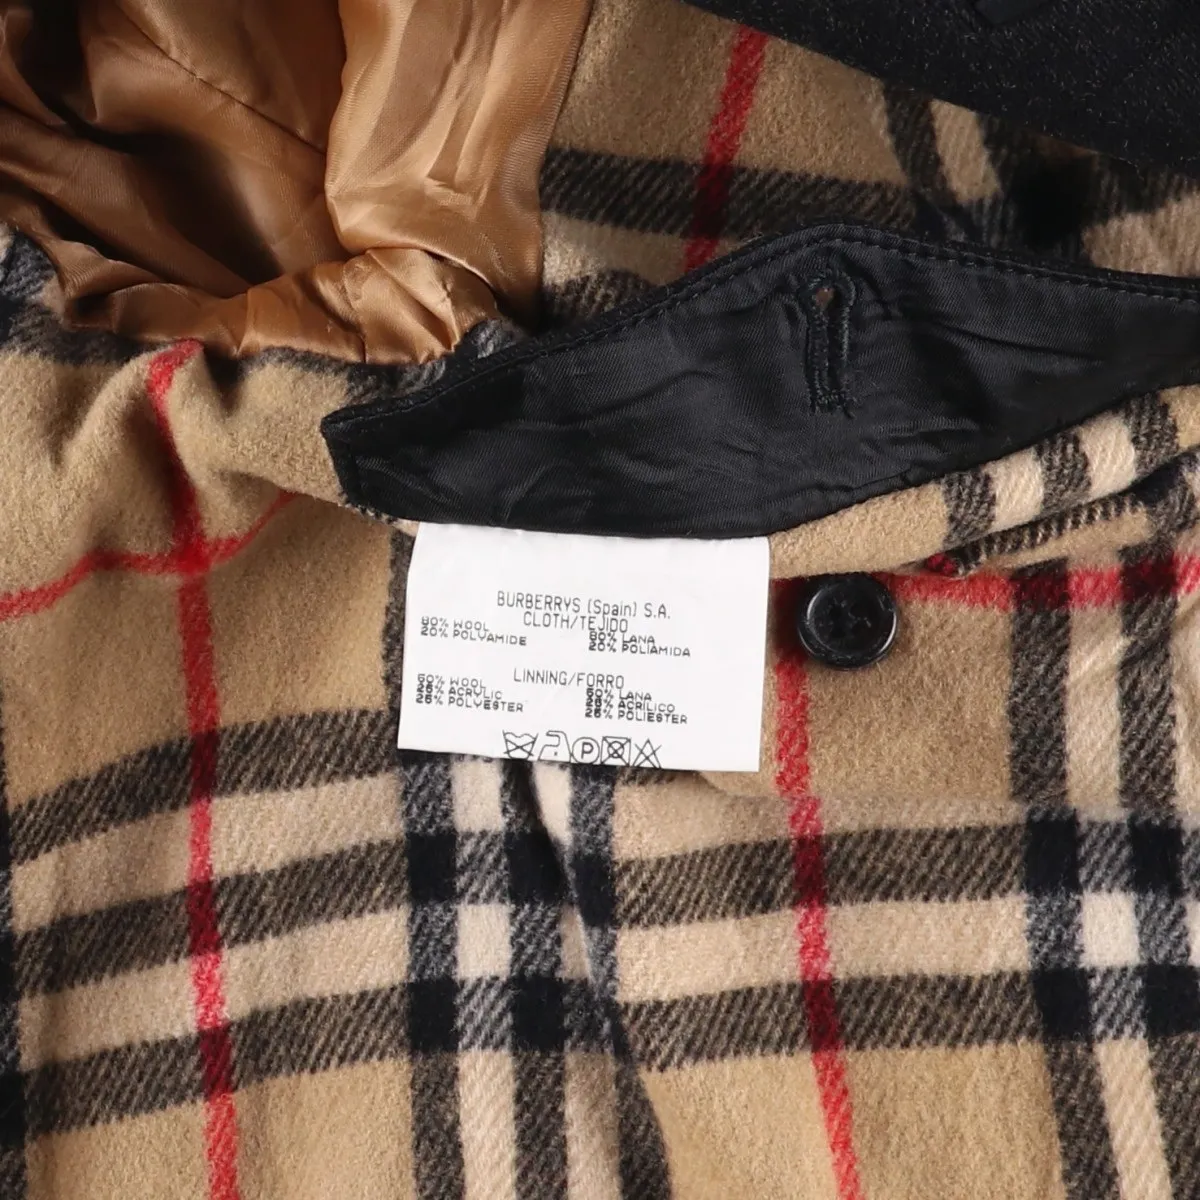 BURBERRYS (Spain) S.A.
CLOTH/TEJIDO
80% WOOL 80% LANA
20% POLYAMIDE 20% POLIAMIDA
LINNING/FORRO
50% WOOL 50% LANA
25% ACRYLIC 25% ACRILICO
25% POLYESTER 25% POLIESTER
P